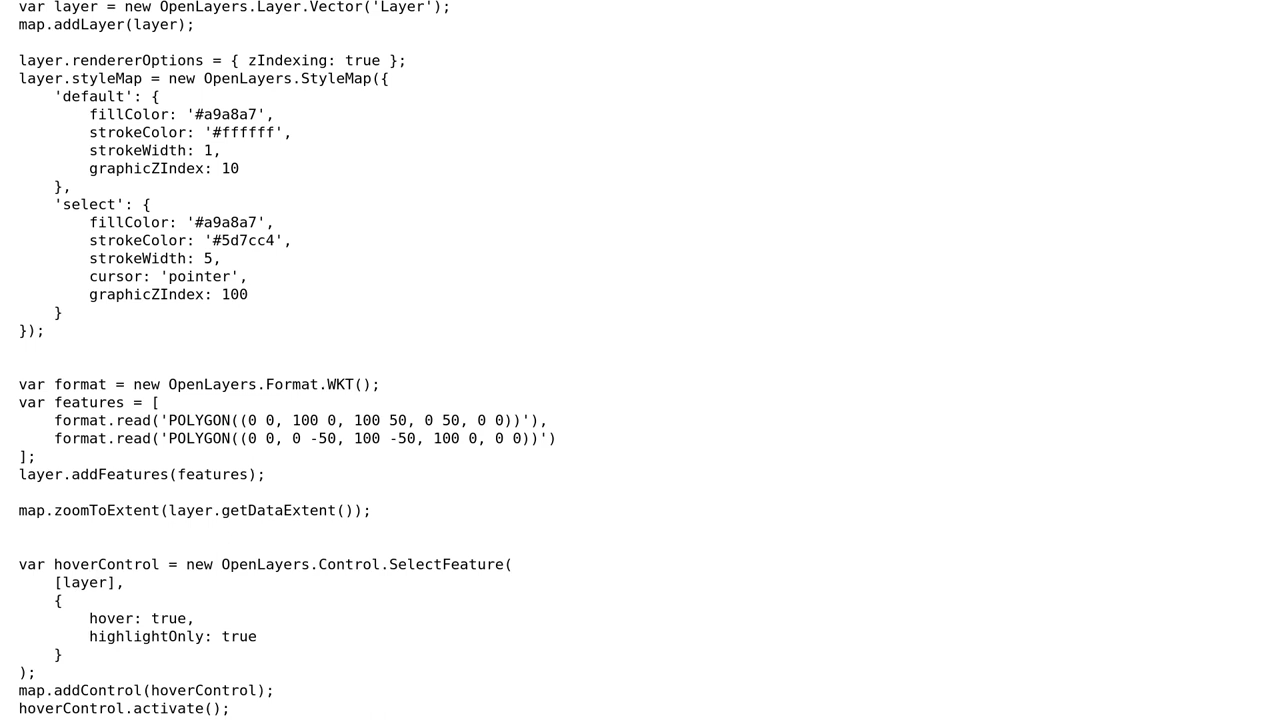 var layer = new OpenLayers.Layer.Vector('Layer');
map.addLayer(layer);

layer.rendererOptions = { zIndexing: true };
layer.styleMap = new OpenLayers.StyleMap({
    'default': {
        fillColor: '#a9a8a7',
        strokeColor: '#ffffff',
        strokeWidth: 1,
        graphicZIndex: 10
    },
    'select': {
        fillColor: '#a9a8a7',
        strokeColor: '#5d7cc4',
        strokeWidth: 5,
        cursor: 'pointer',
        graphicZIndex: 100
    }
});


var format = new OpenLayers.Format.WKT();
var features = [
    format.read('POLYGON((0 0, 100 0, 100 50, 0 50, 0 0))'),
    format.read('POLYGON((0 0, 0 -50, 100 -50, 100 0, 0 0))')
];
layer.addFeatures(features);

map.zoomToExtent(layer.getDataExtent());


var hoverControl = new OpenLayers.Control.SelectFeature(
    [layer],
    {
        hover: true,
        highlightOnly: true
    }
);
map.addControl(hoverControl);
hoverControl.activate();